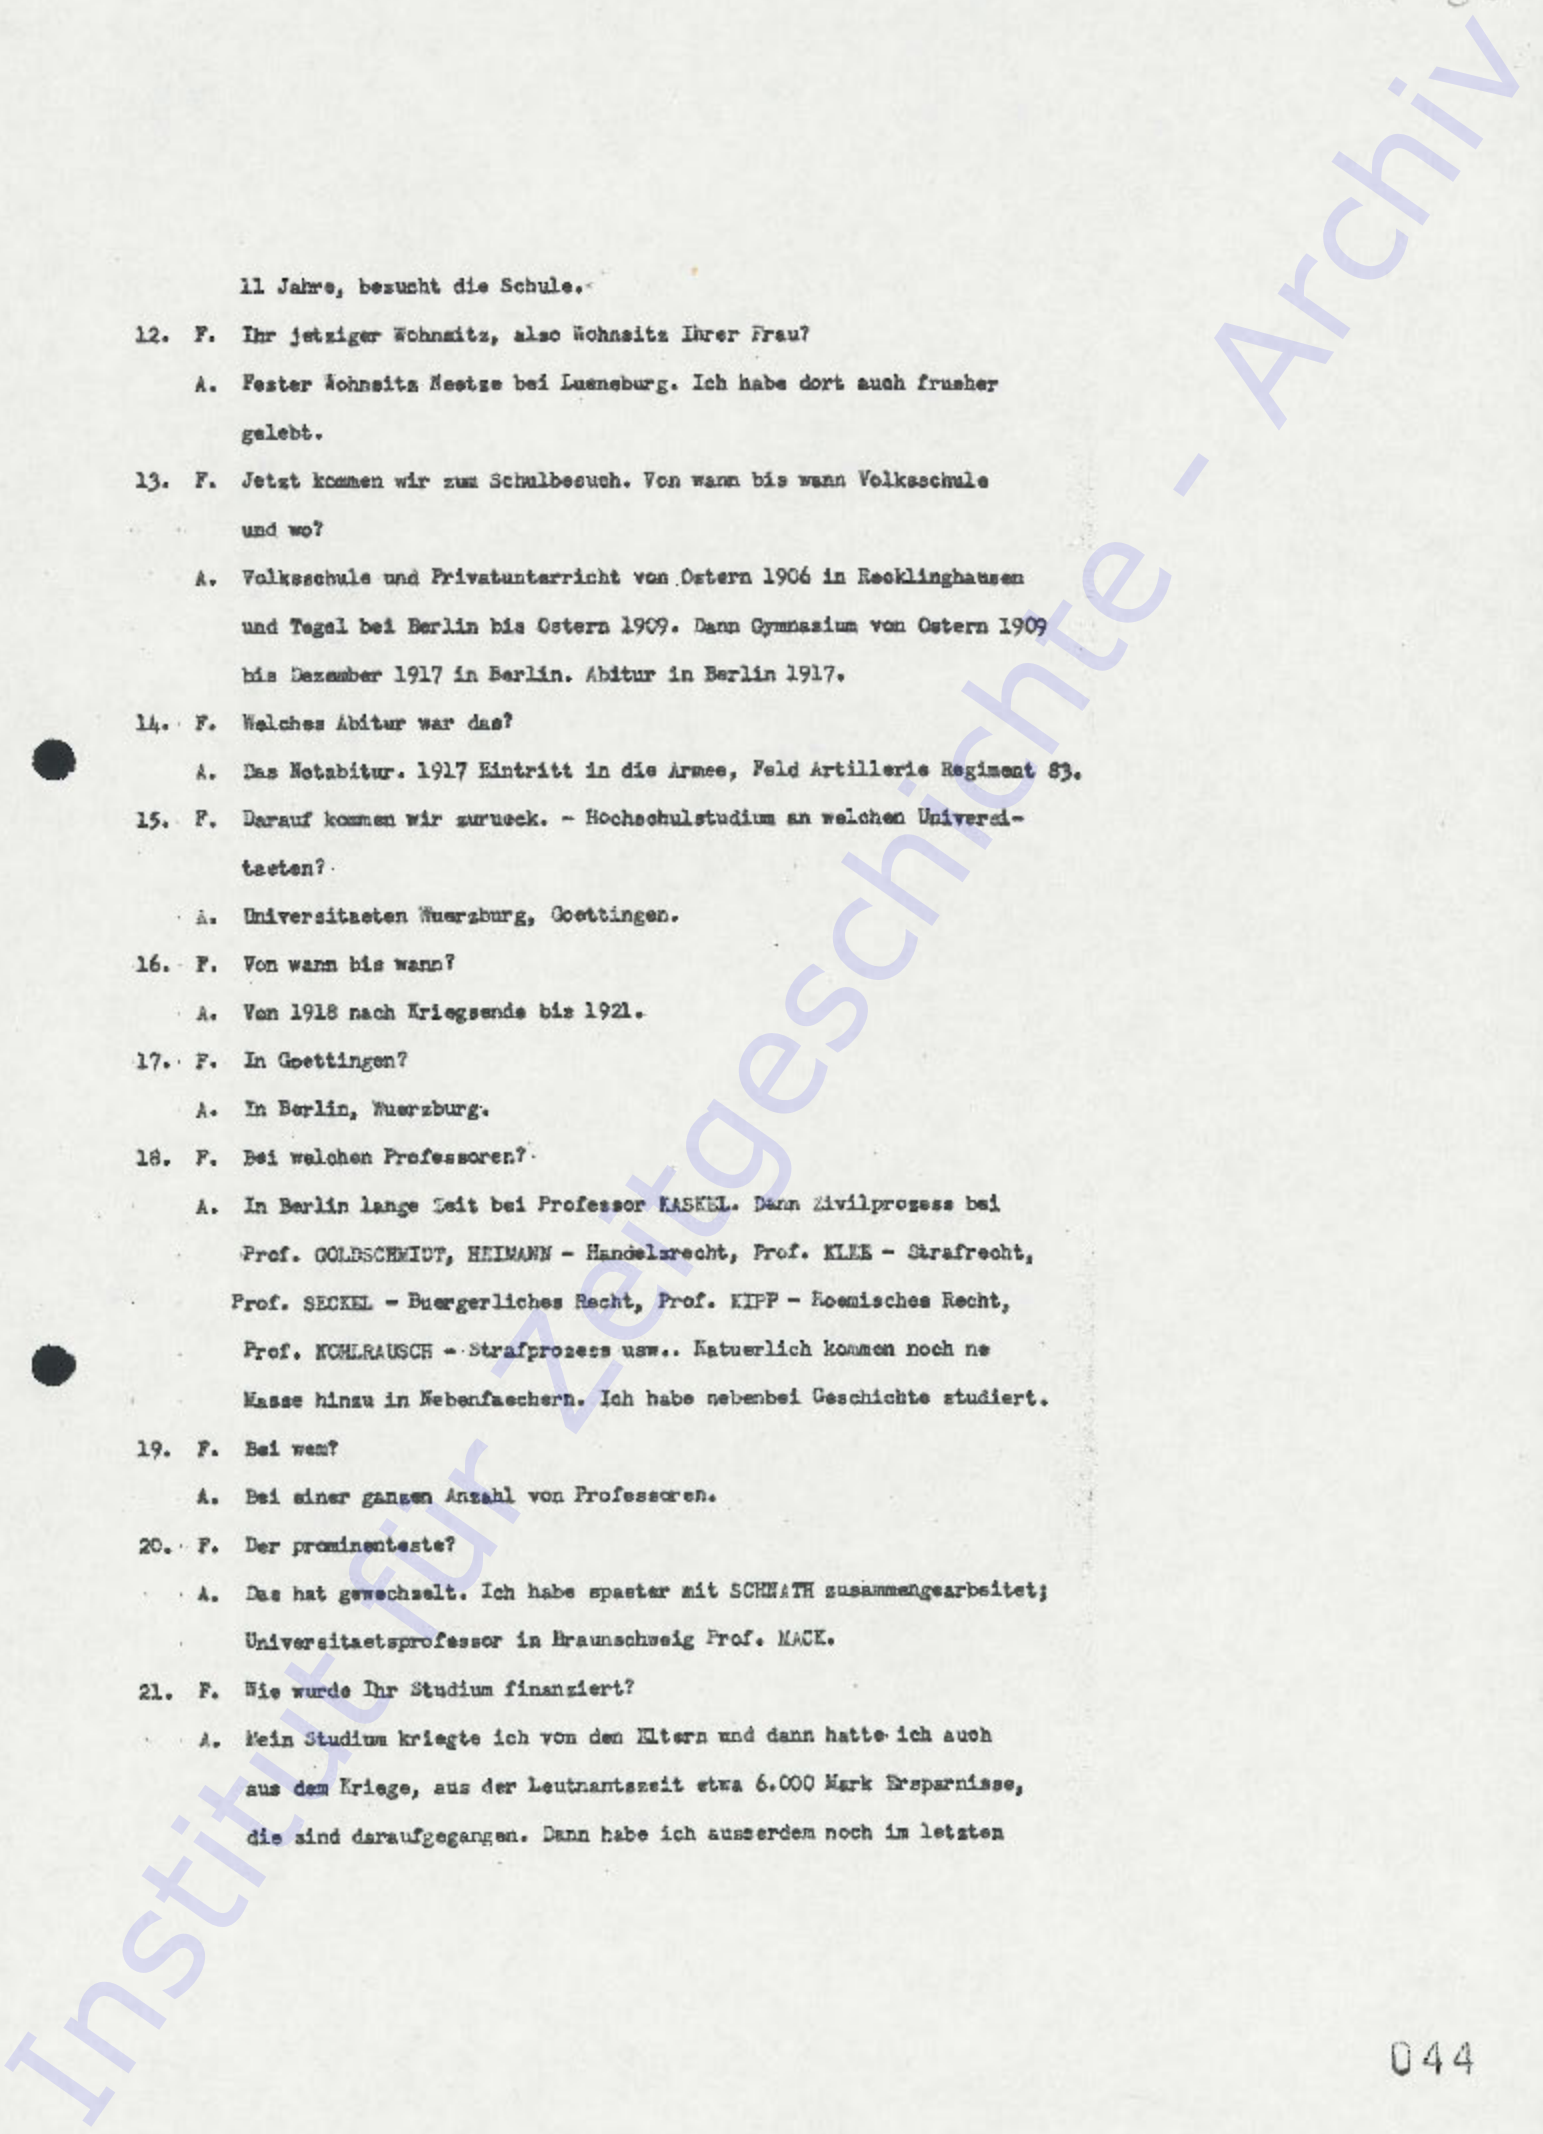 11 Jahre, besucht die Schule.
12. F. Ihr jetziger Wohnsitz, also Wohnsitz Ihrer Frau?
A. Fester Wohnsitz Neetze bei Lueneburg. Ich habe dort auch frueher
gelebt.
13. F. Jetzt kommen wir zum Schulbesuch. Von wann bis wann Volksschule
und wo?
A. Volksschule und Privatunterricht von Ostern 1906 in Recklinghausen
und Tegel bei Berlin bis Ostern 1909. Dann Gymnasium von Ostern 1909
bis Dezember 1917 in Berlin. Abitur in Berlin 1917.
14. F. Welches Abitur war das?
A. Das Notabitur. 1917 Eintritt in die Armee, Feld Artillerie Regiment 83.
15. F. Darauf kommen wir zurueck. - Hochschulstudium an welchen Universi-
taeten?
A. Universitaeten Wuerzburg, Goettingen.
16. F. Von wann bis wann?
A. Von 1918 nach Kriegsende bis 1921.
17. F. In Goettingen?
A. In Berlin, Wuerzburg.
18. F. Bei welchen Professoren?
A. In Berlin lange Zeit bei Professor KASKEL. Dann Zivilprozess bei
Prof. GOLDSCHMIDT, HEIMANN - Handelsrecht, Prof. KLEE - Strafrecht,
Prof. SECKEL - Buergerliches Recht, Prof. KIPP - Roemisches Recht,
Prof. KOHLRAUSCH - Strafprozess usw.. Natuerlich kommen noch ne
Masse hinzu in Nebenfaechern. Ich habe nebenbei Geschichte studiert.
19. F. Bei wem?
A. Bei einer ganzen Anzahl von Professoren.
20. F. Der prominenteste?
A. Das hat gewechselt. Ich habe spaeter mit SCHNATH zusammengearbeitet;
Universitaetsprofessor in Braunschweig Prof. MACK.
21. F. Wie wurde Ihr Studium finanziert?
A. Mein Studium kriegte ich von den Eltern und dann hatte ich auch
aus dem Kriege, aus der Leutnantszeit etwa 6.000 Mark Ersparnisse,
die sind daraufgegangen. Dann habe ich ausserdem noch im letzten
044
Institut für Zeitgeschichte - Archiv